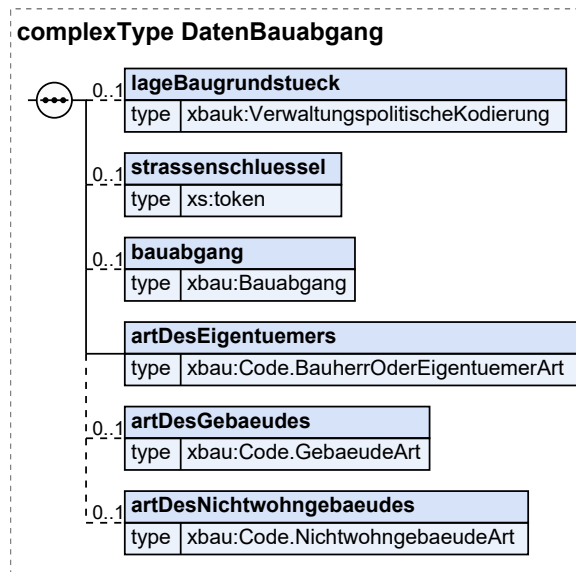 complexType DatenBauabgang
0..1 lageBaugrundstueck
type xbauk:VerwaltungspolitischeKodierung
0..1 strassenschluessel
type xs:token
0..1 bauabgang
type xbau:Bauabgang
artDesEigentuemers
type xbau:Code.BauherrOderEigentuemerArt
0..1 artDesGebaeudes
type xbau:Code.GebaeudeArt
0..1 artDesNichtwohngebaeudes
type xbau:Code.NichtwohngebaeudeArt